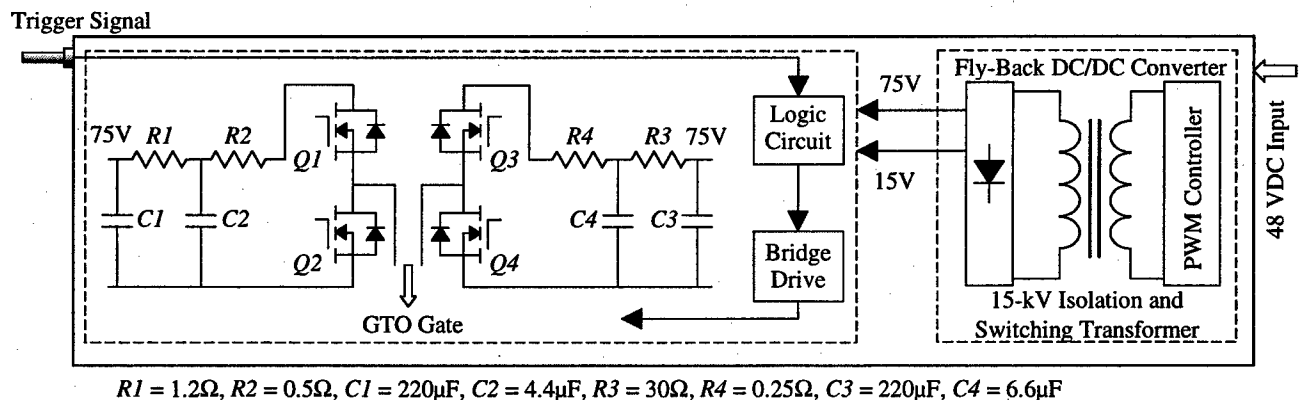 Trigger Signal
Fly-Back DC/DC Converter
75V R1 R2 Q1 Q3 R4 R3 75V
Logic
Circuit
75V
15V
C1 C2 Q2 Q4 C4 C3
Bridge
Drive
GTO Gate
PWM Controller
48 VDC Input
15-kV Isolation and
Switching Transformer
R1 = 1.2Ω, R2 = 0.5Ω, C1 = 220μF, C2 = 4.4μF, R3 = 30Ω, R4 = 0.25Ω, C3 = 220μF, C4 = 6.6μF